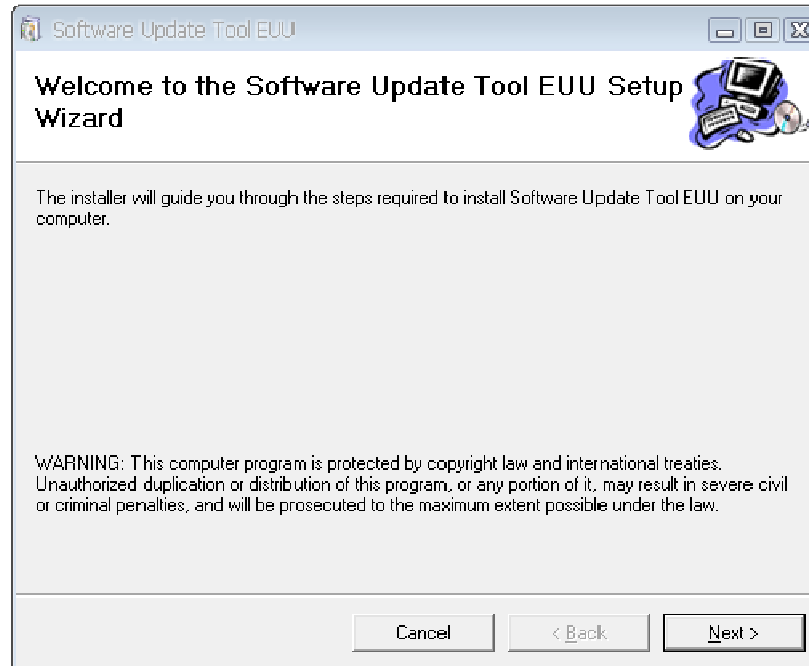 Software Update Tool EUU
Welcome to the Software Update Tool EUU Setup
Wizard
The installer will guide you through the steps required to install Software Update Tool EUU on your
computer.
WARNING: This computer program is protected by copyright law and international treaties.
Unauthorized duplication or distribution of this program, or any portion of it, may result in severe civil
or criminal penalties, and will be prosecuted to the maximum extent possible under the law.
Cancel < Back Next >